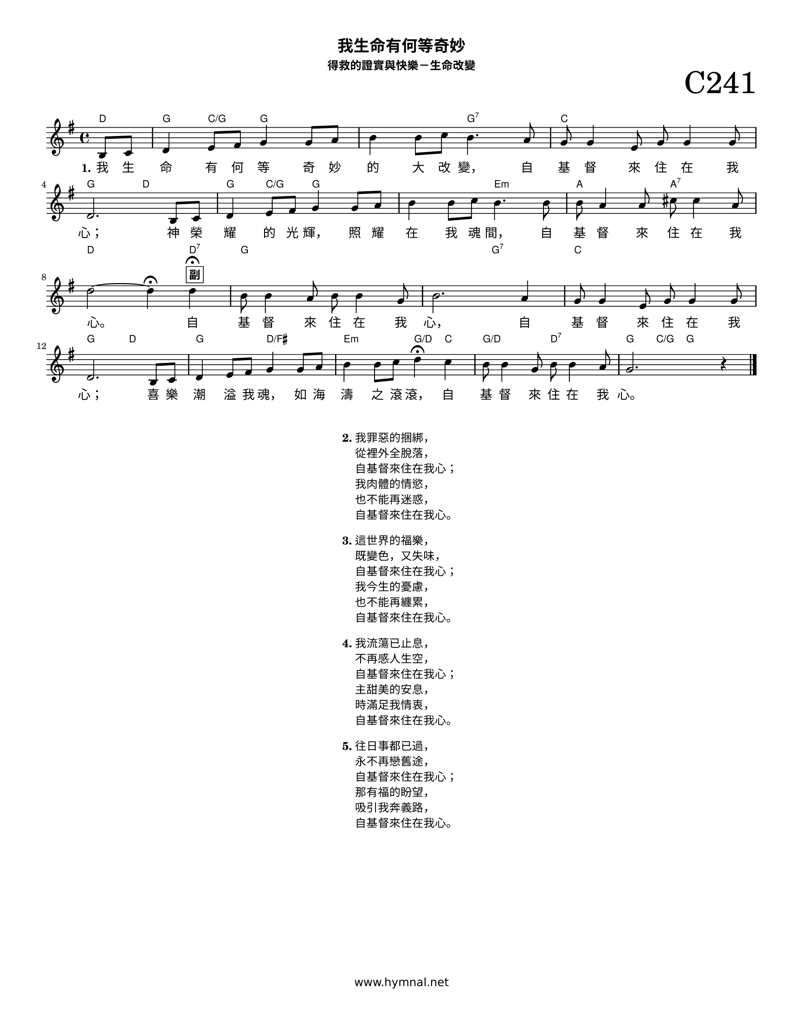 我生命有何等奇妙
得救的證實與快樂－生命改變
C241
D G C/G G G7 C
1. 我 生 命 有 何 等 奇 妙 的 大 改 變， 自 基 督 來 住 在 我
4 G D G C/G G Em A A7
心； 神 榮 耀 的 光 輝， 照 耀 在 我 魂 間， 自 基 督 來 住 在 我
D D7 G G7 C
8 副
心。 自 基 督 來 住 在 我 心， 自 基 督 來 住 在 我
12 G D G D/F# Em G/D C G/D D7 G C/G G
心； 喜 樂 潮 溢 我 魂， 如 海 濤 之 滾 滾， 自 基 督 來 住 在 我 心。
2. 我罪惡的捆綁，
從裡外全脫落，
自基督來住在我心；
我肉體的情慾，
也不能再迷惑，
自基督來住在我心。
3. 這世界的福樂，
既變色，又失味，
自基督來住在我心；
我今生的憂慮，
也不能再纏累，
自基督來住在我心。
4. 我流蕩已止息，
不再感人生空，
自基督來住在我心；
主甜美的安息，
時滿足我情衷，
自基督來住在我心。
5. 往日事都已過，
永不再戀舊途，
自基督來住在我心；
那有福的盼望，
吸引我奔義路，
自基督來住在我心。
www.hymnal.net